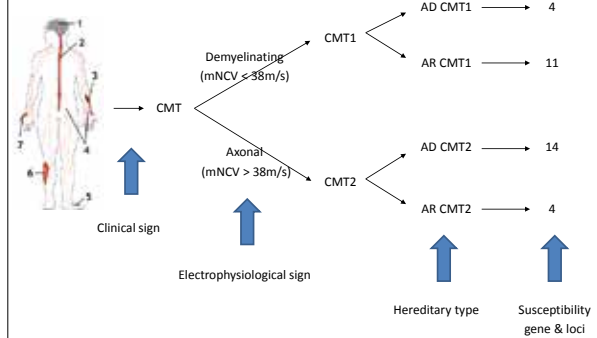 1
2
3
4
7
6
5
CMT
Demyelinating
(mNCV < 38m/s)
Axonal
(mNCV > 38m/s)
CMT1
CMT2
AD CMT1
4
AR CMT1
11
AD CMT2
14
AR CMT2
4
Clinical sign
Electrophysiological sign
Hereditary type
Susceptibility
gene & loci